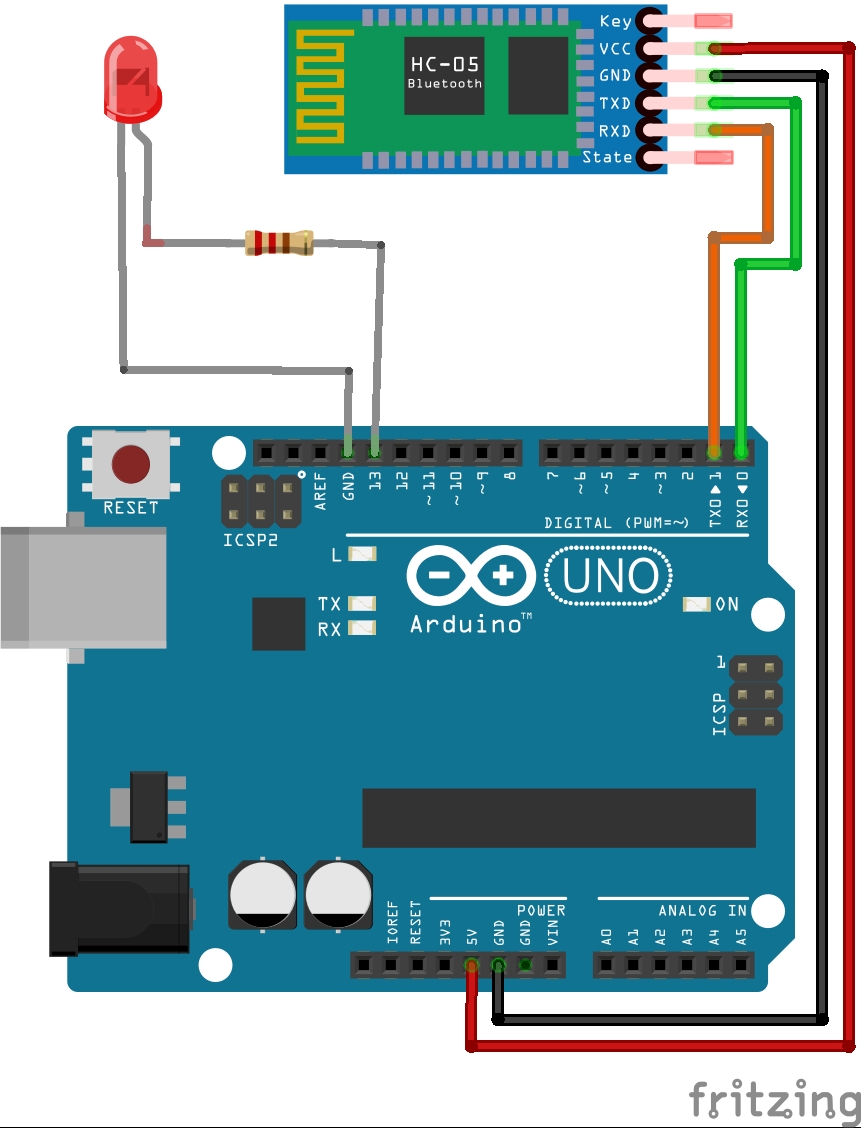 Key
VCC
GND
TXD
RXD
State
HC-05
Bluetooth
RESET
ICSP2
AREF
GND
13
12
~11
~10
~9
8
7
~6
~5
4
~3
2
TX0▶1
RX0◀0
DIGITAL (PWM=~)
L
TX
RX
UNO
Arduino™
ON
1
ICSP
IOREF
RESET
3V3
5V
GND
GND
VIN
POWER
ANALOG IN
A0
A1
A2
A3
A4
A5
fritzing